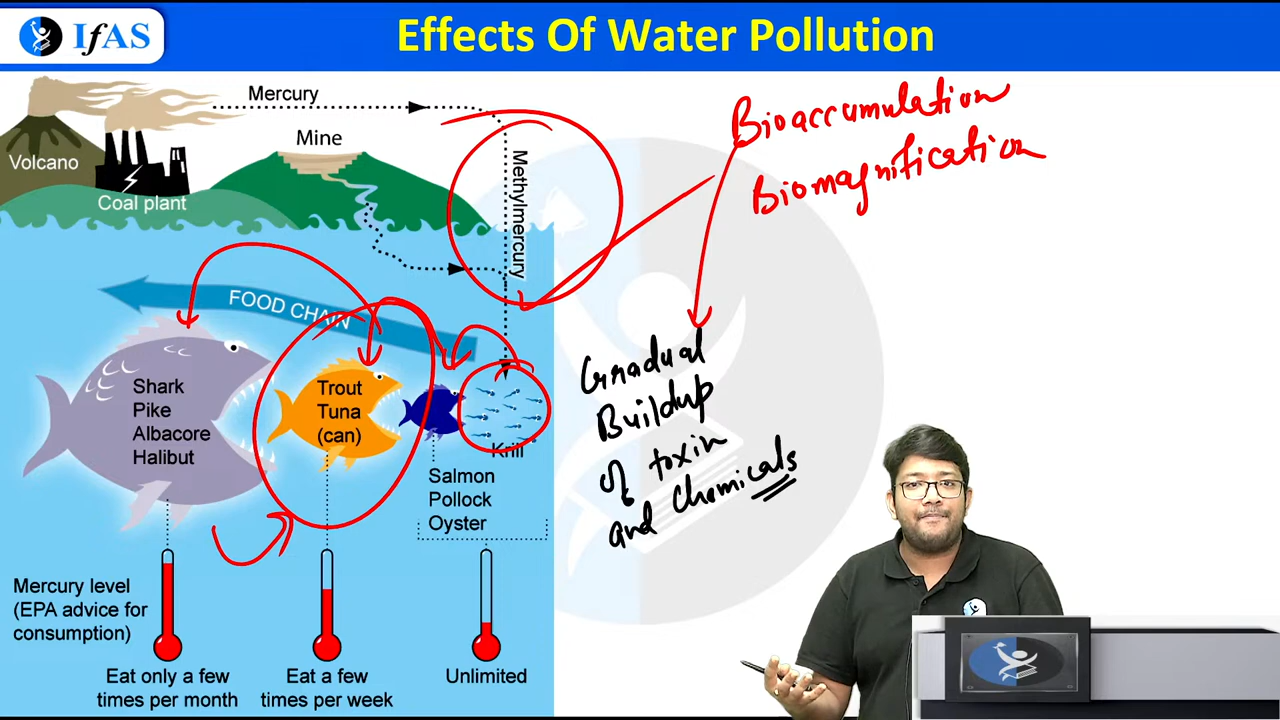 IfAS
Effects Of Water Pollution
Mercury
Mine
Volcano
Coal plant
Methylmercury
Bioaccumulation
Biomagnification
FOOD CHAIN
Shark
Pike
Albacore
Halibut
Trout
Tuna
(can)
Krill
Salmon
Pollock
Oyster
Gradual
Buildup
of toxin
and chemicals
Mercury level
(EPA advice for
consumption)
Eat only a few
times per month
Eat a few
times per week
Unlimited